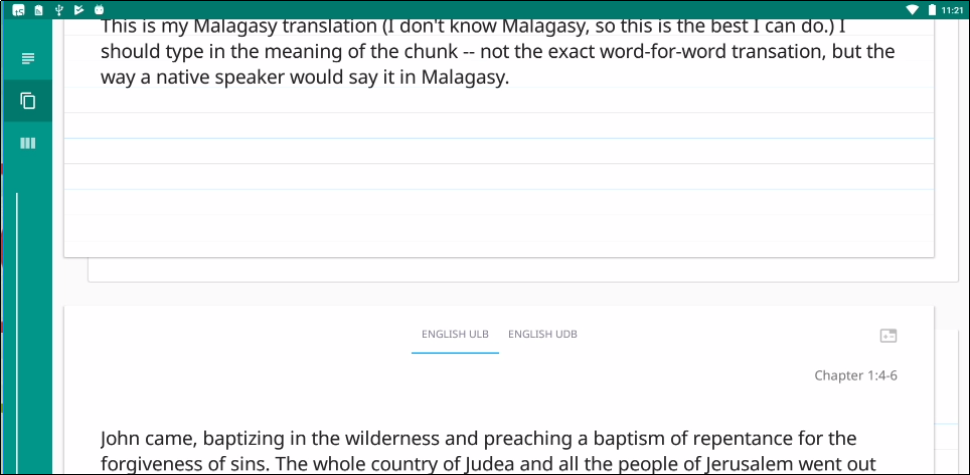 11:21
This is my Malagasy translation (I don't know Malagasy, so this is the best I can do.) I
should type in the meaning of the chunk -- not the exact word-for-word transation, but the
way a native speaker would say it in Malagasy.
ENGLISH ULB ENGLISH UDB
Chapter 1:4-6
John came, baptizing in the wilderness and preaching a baptism of repentance for the
forgiveness of sins. The whole country of Judea and all the people of Jerusalem went out